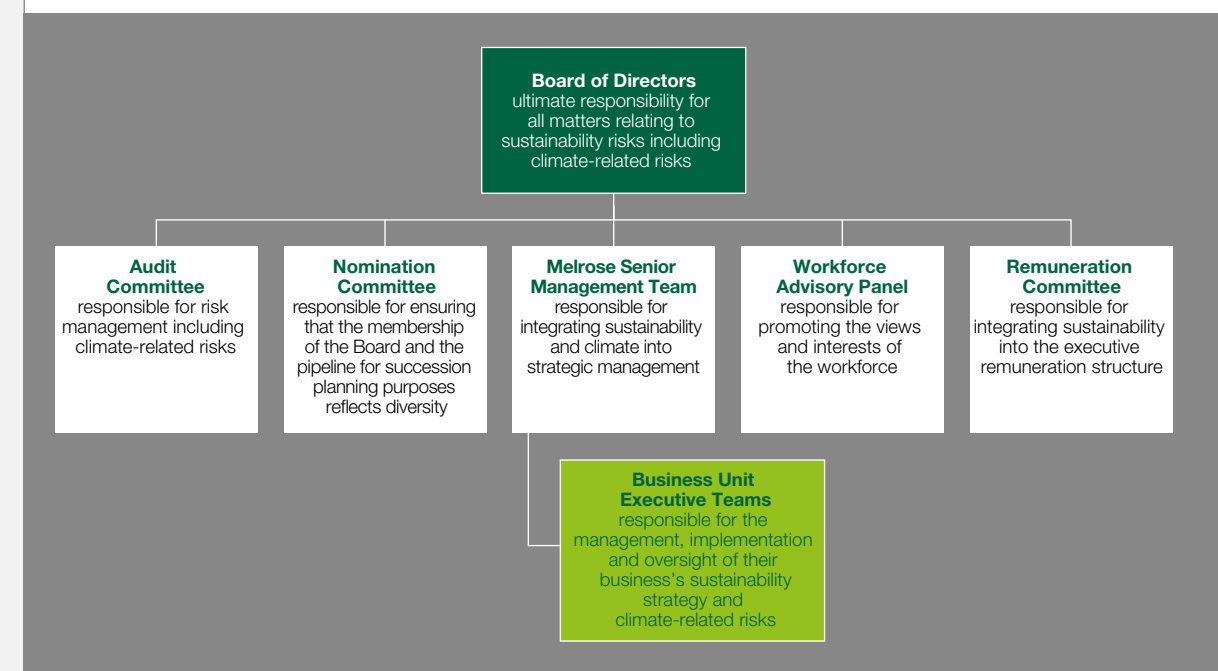 Board of Directors
ultimate responsibility for
all matters relating to
sustainability risks including
climate-related risks
Audit
Committee
responsible for risk
management including
climate-related risks
Nomination
Committee
responsible for ensuring
that the membership
of the Board and the
pipeline for succession
planning purposes
reflects diversity
Melrose Senior
Management Team
responsible for
integrating sustainability
and climate into
strategic management
Workforce
Advisory Panel
responsible for
promoting the views
and interests of
the workforce
Remuneration
Committee
responsible for
integrating sustainability
into the executive
remuneration structure
Business Unit
Executive Teams
responsible for the
management, implementation
and oversight of their
business’s sustainability
strategy and
climate-related risks